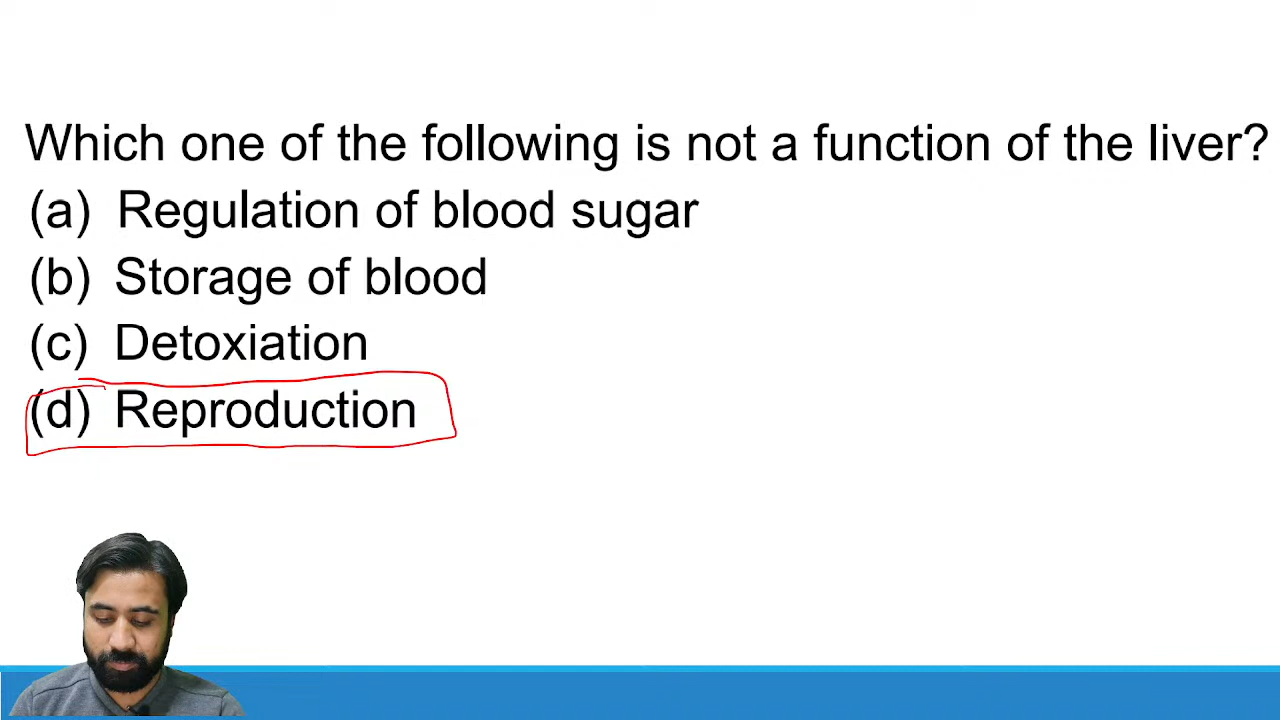 Which one of the following is not a function of the liver?
(a) Regulation of blood sugar
(b) Storage of blood
(c) Detoxiation
(d) Reproduction